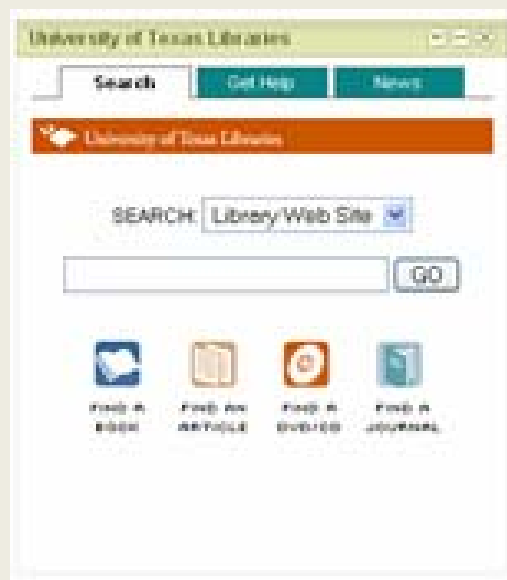 University of Texas Libraries
Search Get Help News
University of Texas Libraries
SEARCH: Library Web Site
GO
FIND A BOOK
FIND AN ARTICLE
FIND A DVD/CD
FIND A JOURNAL